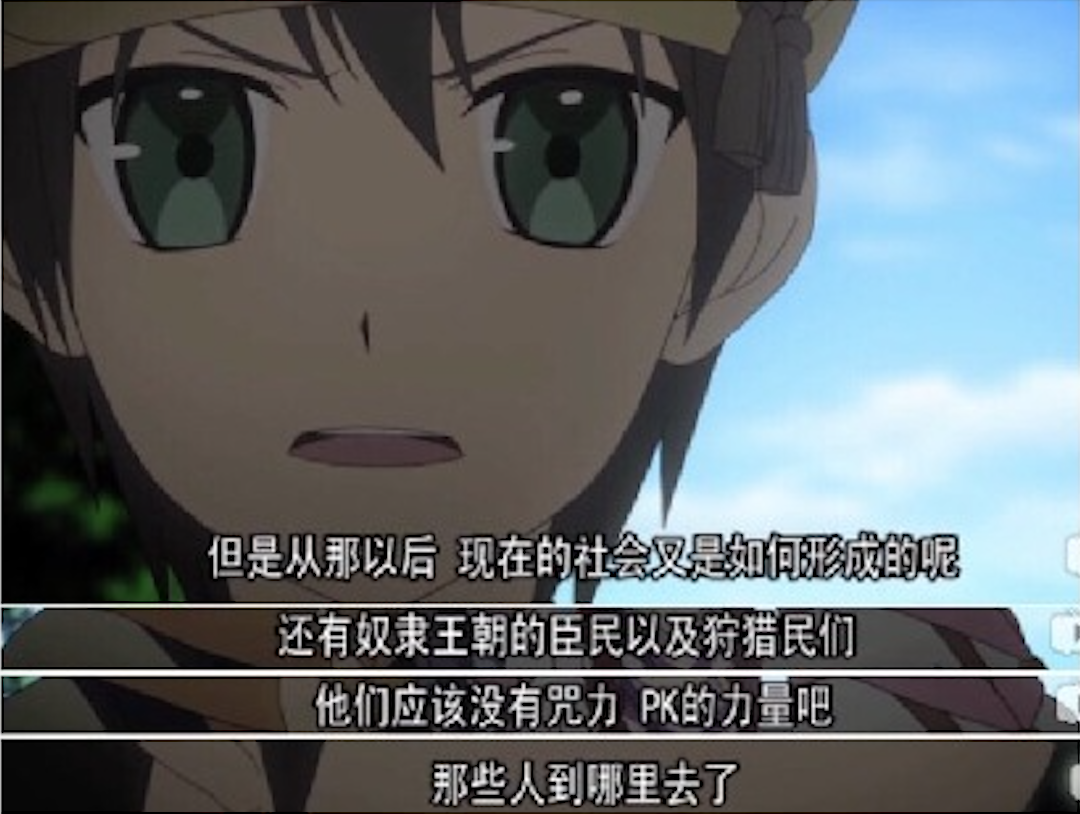 但是从那以后 现在的社会又是如何形成的呢
还有奴隶王朝的臣民以及狩猎民们
他们应该没有咒力 PK的力量吧
那些人到哪里去了